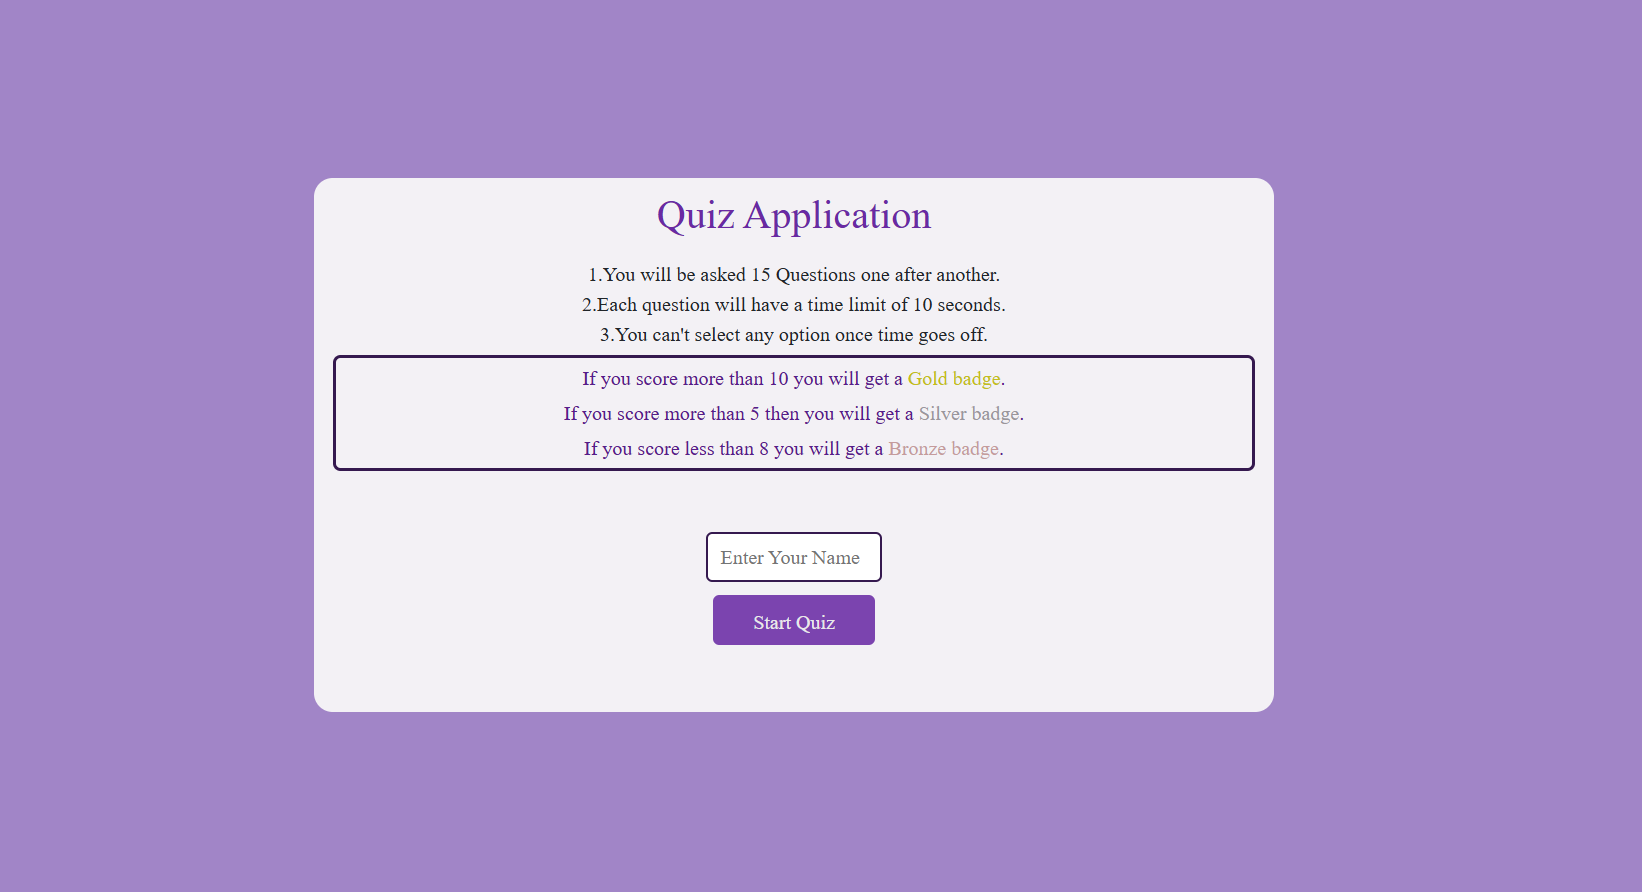 Quiz Application
1.You will be asked 15 Questions one after another.
2.Each question will have a time limit of 10 seconds.
3.You can't select any option once time goes off.
If you score more than 10 you will get a Gold badge.
If you score more than 5 then you will get a Silver badge.
If you score less than 8 you will get a Bronze badge.
Enter Your Name
Start Quiz